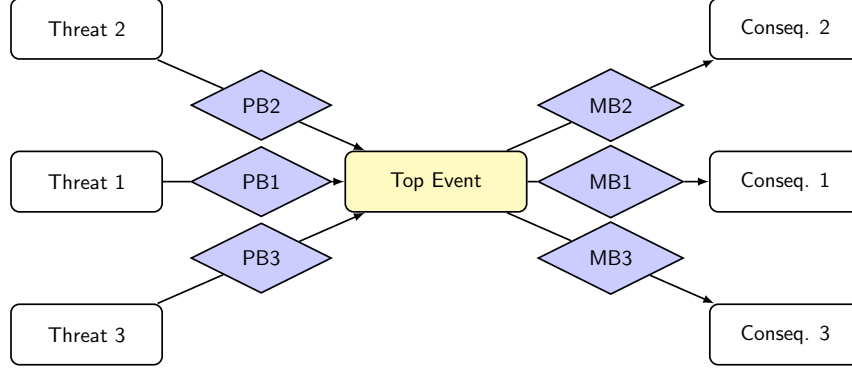 Threat 2
Conseq. 2
PB2
MB2
Threat 1
PB1
Top Event
MB1
Conseq. 1
PB3
MB3
Threat 3
Conseq. 3